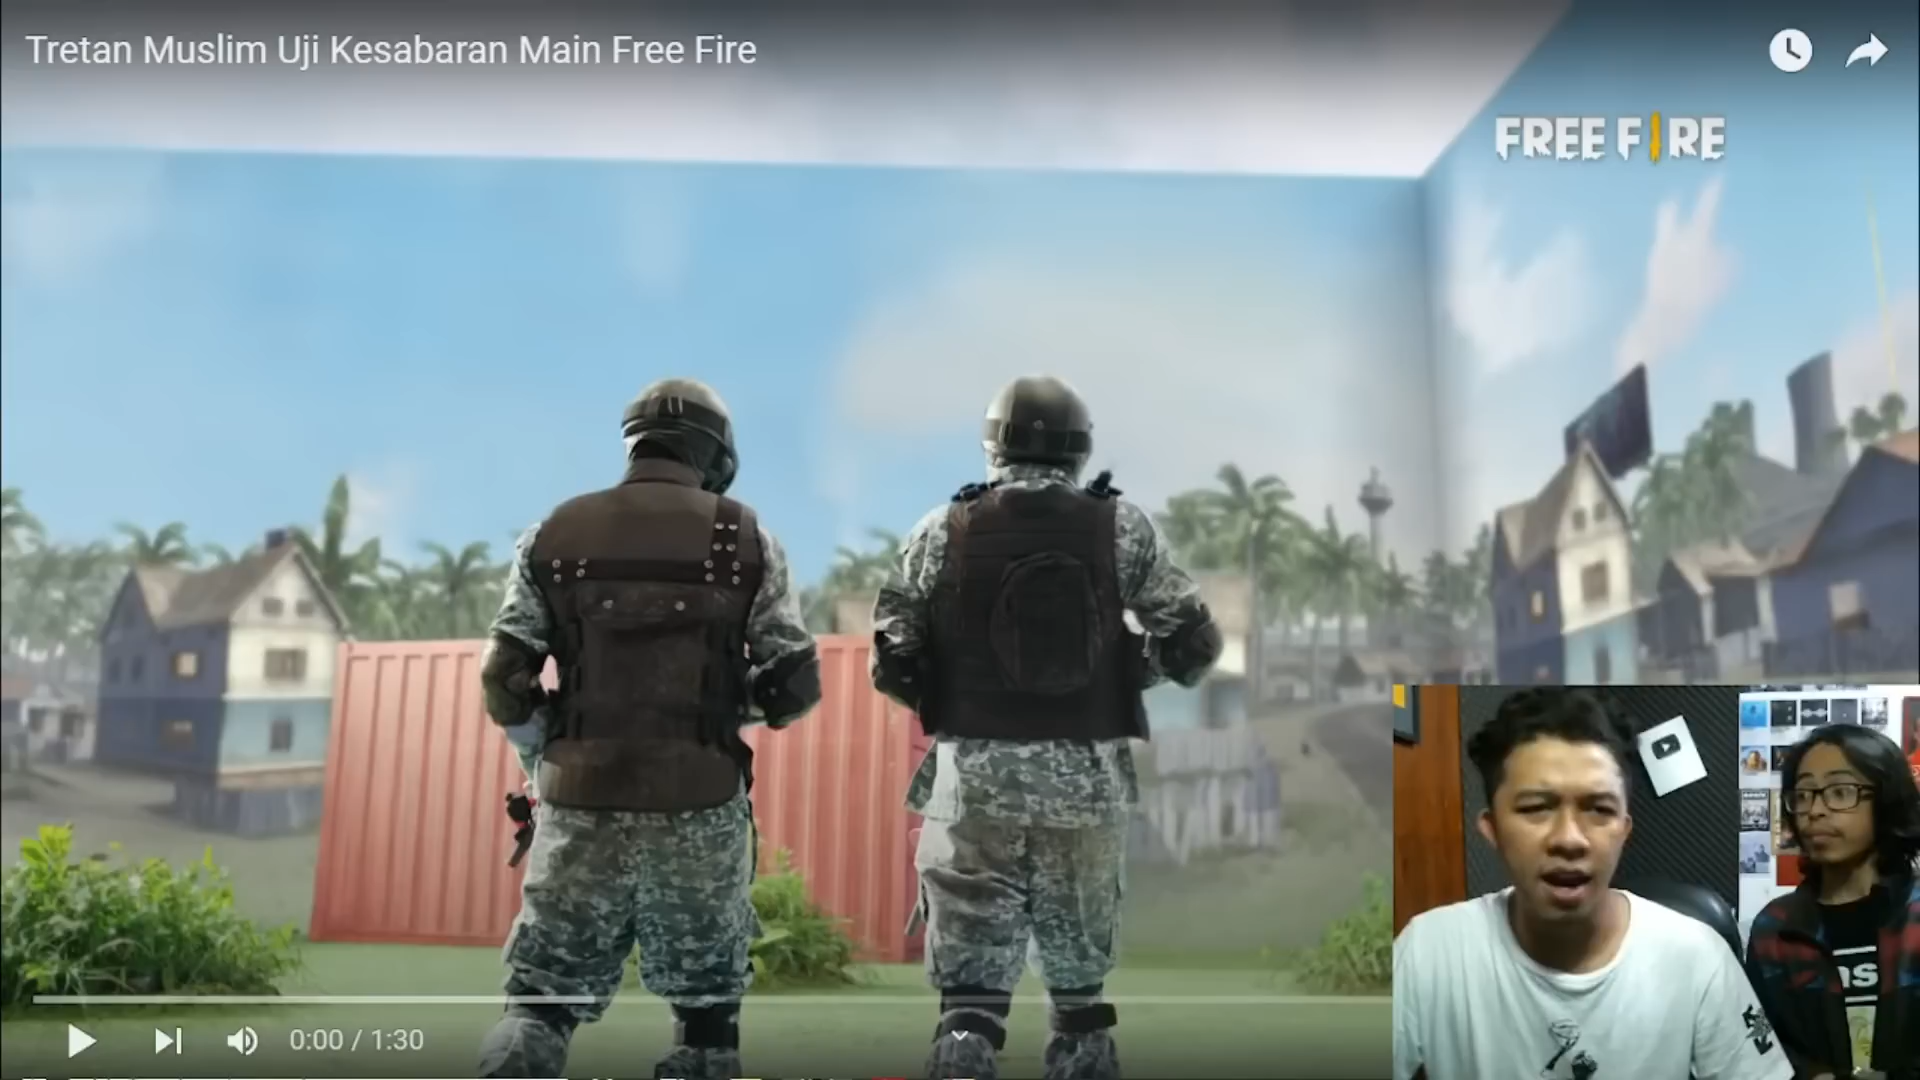 Tretan Muslim Uji Kesabaran Main Free Fire
FREE FIRE
0:00 / 1:30